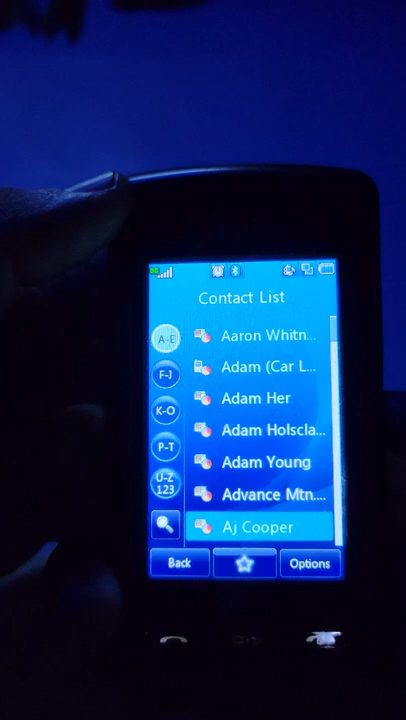 Contact List
A-E
Aaron Whitn...
Adam (Car L...
F-J
Adam Her
K-O
Adam Holscla...
P-T
Adam Young
U-Z
123
Advance Mtn....
Aj Cooper
Back
Options